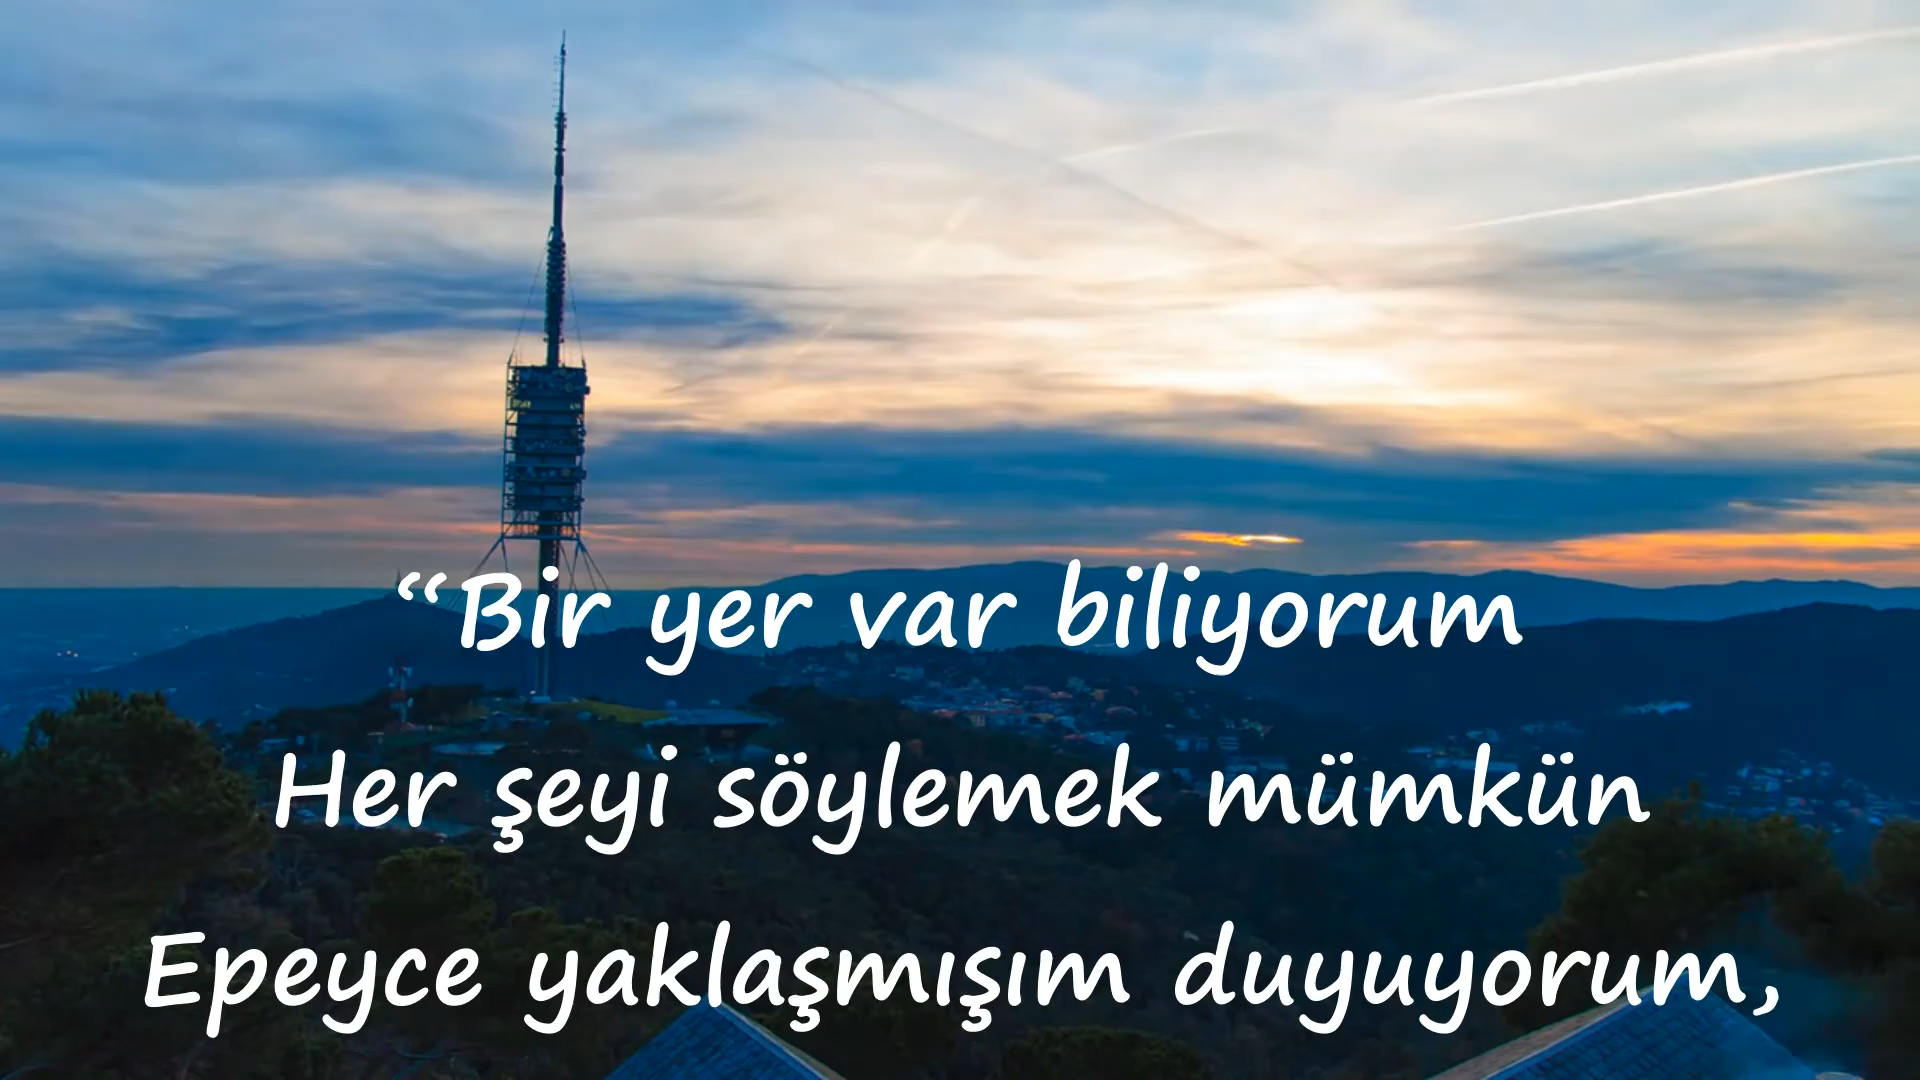 “Bir yer var biliyorum
Her şeyi söylemek mümkün
Epeyce yaklaşmışım duyuyorum,